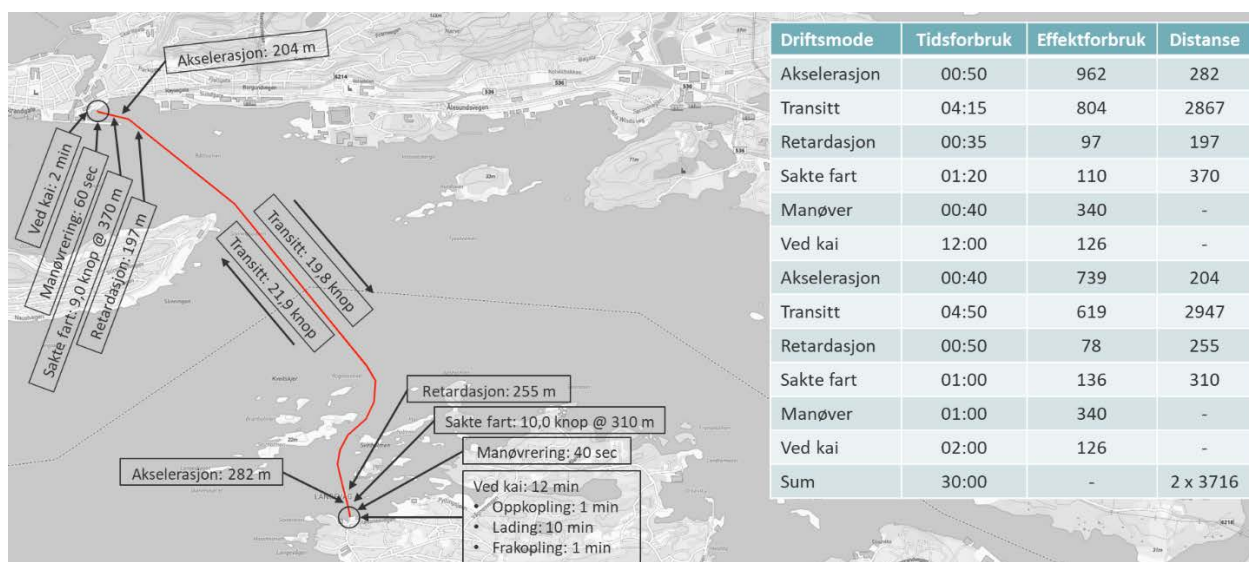 Akselerasjon: 204 m
Ved kai: 2 min
Manøvrering: 60 sec
Sakte fart: 9,0 knop @ 370 m
Retardasjon: 197 m
Transitt: 19,8 knop
Transitt: 21,9 knop
Retardasjon: 255 m
Sakte fart: 10,0 knop @ 310 m
Manøvrering: 40 sec
Akselerasjon: 282 m
Ved kai: 12 min
• Oppkopling: 1 min
• Lading: 10 min
• Frakopling: 1 min
Driftsmode Tidsforbruk Effektforbruk Distanse
Akselerasjon 00:50 962 282
Transitt 04:15 804 2867
Retardasjon 00:35 97 197
Sakte fart 01:20 110 370
Manøver 00:40 340 -
Ved kai 12:00 126 -
Akselerasjon 00:40 739 204
Transitt 04:50 619 2947
Retardasjon 00:50 78 255
Sakte fart 01:00 136 310
Manøver 01:00 340 -
Ved kai 02:00 126 -
Sum 30:00 - 2 x 3716